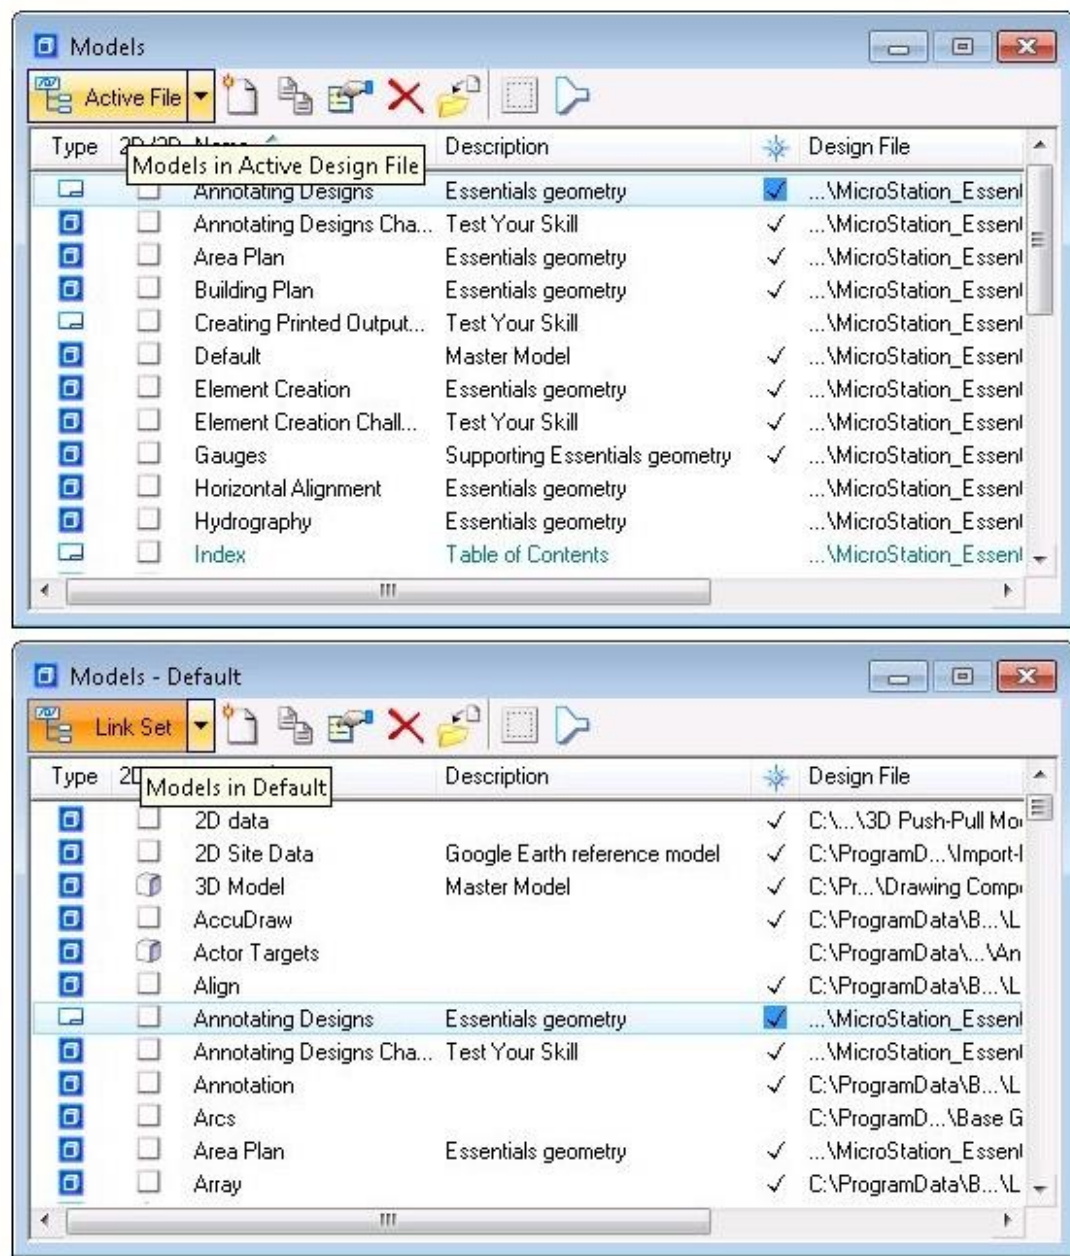 Models
Active File
Type 2D/3D Name Description Design File
Models in Active Design File
Annotating Designs Essentials geometry ...\MicroStation_Essent
Annotating Designs Cha... Test Your Skill ✓ ...\MicroStation_Essent
Area Plan Essentials geometry ✓ ...\MicroStation_Essent
Building Plan Essentials geometry ✓ ...\MicroStation_Essent
Creating Printed Output... Test Your Skill ...\MicroStation_Essent
Default Master Model ✓ ...\MicroStation_Essent
Element Creation Essentials geometry ✓ ...\MicroStation_Essent
Element Creation Chall... Test Your Skill ✓ ...\MicroStation_Essent
Gauges Supporting Essentials geometry ✓ ...\MicroStation_Essent
Horizontal Alignment Essentials geometry ...\MicroStation_Essent
Hydrography Essentials geometry ...\MicroStation_Essent
Index Table of Contents ...\MicroStation_Essent
Models - Default
Link Set
Type 2D Description Design File
Models in Default
2D data ✓ C:\...\3D Push-Pull Mo
2D Site Data Google Earth reference model ✓ C:\ProgramD...\Import-I
3D Model Master Model ✓ C:\Pr...\Drawing Comp
AccuDraw ✓ C:\ProgramData\B...\L
Actor Targets C:\ProgramData\...\An
Align ✓ C:\ProgramData\B...\L
Annotating Designs Essentials geometry ✓ ...\MicroStation_Essent
Annotating Designs Cha... Test Your Skill ✓ ...\MicroStation_Essent
Annotation ✓ C:\ProgramData\B...\L
Arcs C:\ProgramD...\Base G
Area Plan Essentials geometry ✓ ...\MicroStation_Essent
Array ✓ C:\ProgramData\B...\L